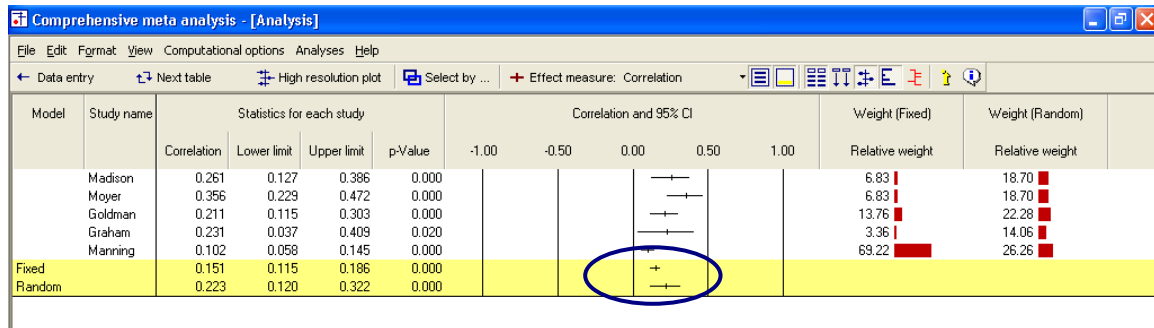 Comprehensive meta analysis - [Analysis]
File Edit Format View Computational options Analyses Help
Data entry Next table High resolution plot Select by ... Effect measure: Correlation
Model Study name Statistics for each study Correlation and 95% CI Weight (Fixed) Weight (Random)
Correlation Lower limit Upper limit p-Value -1.00 -0.50 0.00 0.50 1.00 Relative weight Relative weight
Madison 0.261 0.127 0.386 0.000 6.83 18.70
Moyer 0.356 0.229 0.472 0.000 6.83 18.70
Goldman 0.211 0.115 0.303 0.000 13.76 22.28
Graham 0.231 0.037 0.409 0.020 3.36 14.06
Manning 0.102 0.058 0.145 0.000 69.22 26.26
Fixed 0.151 0.115 0.186 0.000
Random 0.223 0.120 0.322 0.000